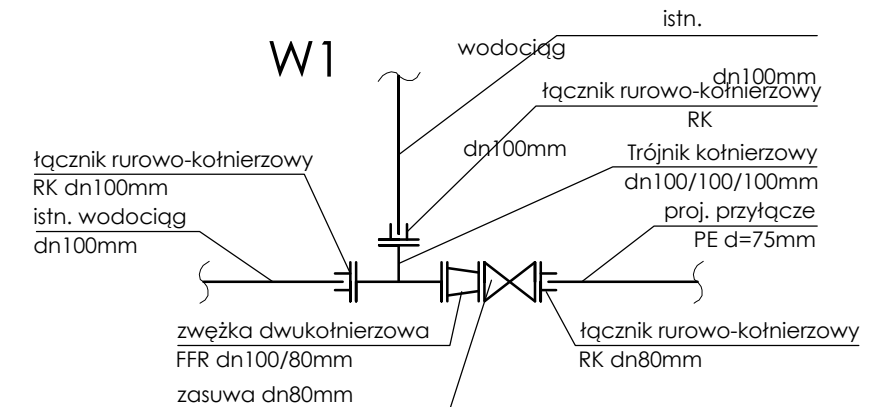 W1
istn.
wodociąg
dn100mm
łącznik rurowo-kołnierzowy
RK
dn100mm
Trójnik kołnierzowy
dn100/100/100mm
łącznik rurowo-kołnierzowy
RK dn100mm
istn. wodociąg
dn100mm
proj. przyłącze
PE d=75mm
zwężka dwukołnierzowa
FFR dn100/80mm
zasuwa dn80mm
łącznik rurowo-kołnierzowy
RK dn80mm